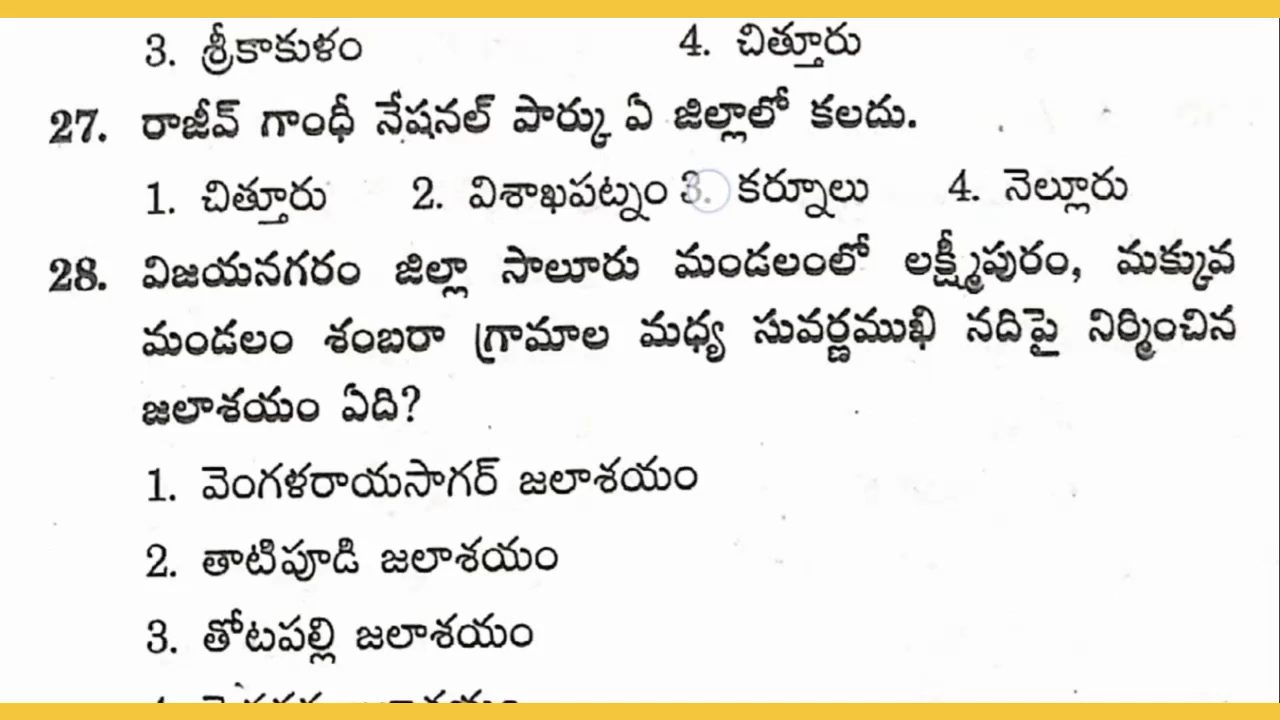 3. శ్రీకాకుళం 4. చిత్తూరు
27. రాజీవ్ గాంధీ నేషనల్ పార్కు ఏ జిల్లాలో కలదు.
1. చిత్తూరు 2. విశాఖపట్నం 3. కర్నూలు 4. నెల్లూరు
28. విజయనగరం జిల్లా సాలూరు మండలంలో లక్ష్మీపురం, మక్కువ
మండలం శంబరా గ్రామాల మధ్య సువర్ణముఖి నదిపై నిర్మించిన
జలాశయం ఏది?
1. వెంగళరాయసాగర్ జలాశయం
2. తాటిపూడి జలాశయం
3. తోటపల్లి జలాశయం